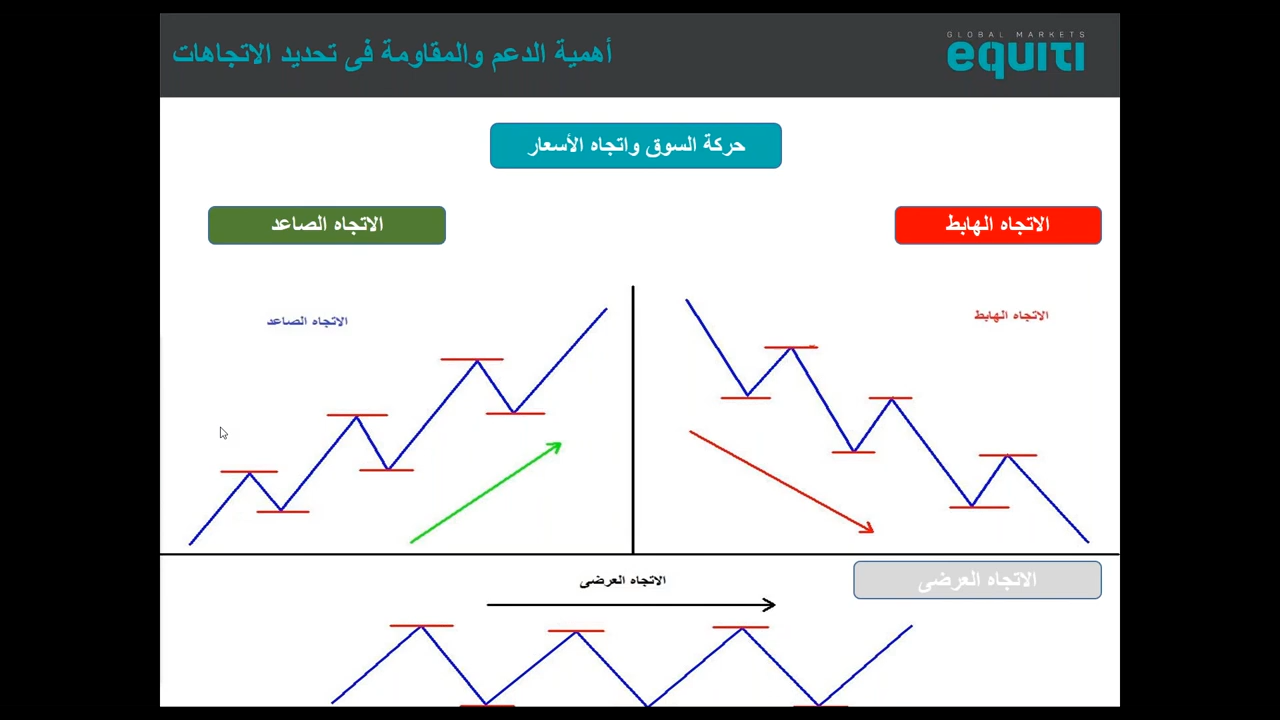 أهمية الدعم والمقاومة فى تحديد الاتجاهات
GLOBAL MARKETS
equiti
حركة السوق واتجاه الأسعار
الاتجاه الهابط
الاتجاه الصاعد
الاتجاه الهابط
الاتجاه الصاعد
الاتجاه العرضى
الاتجاه العرضى